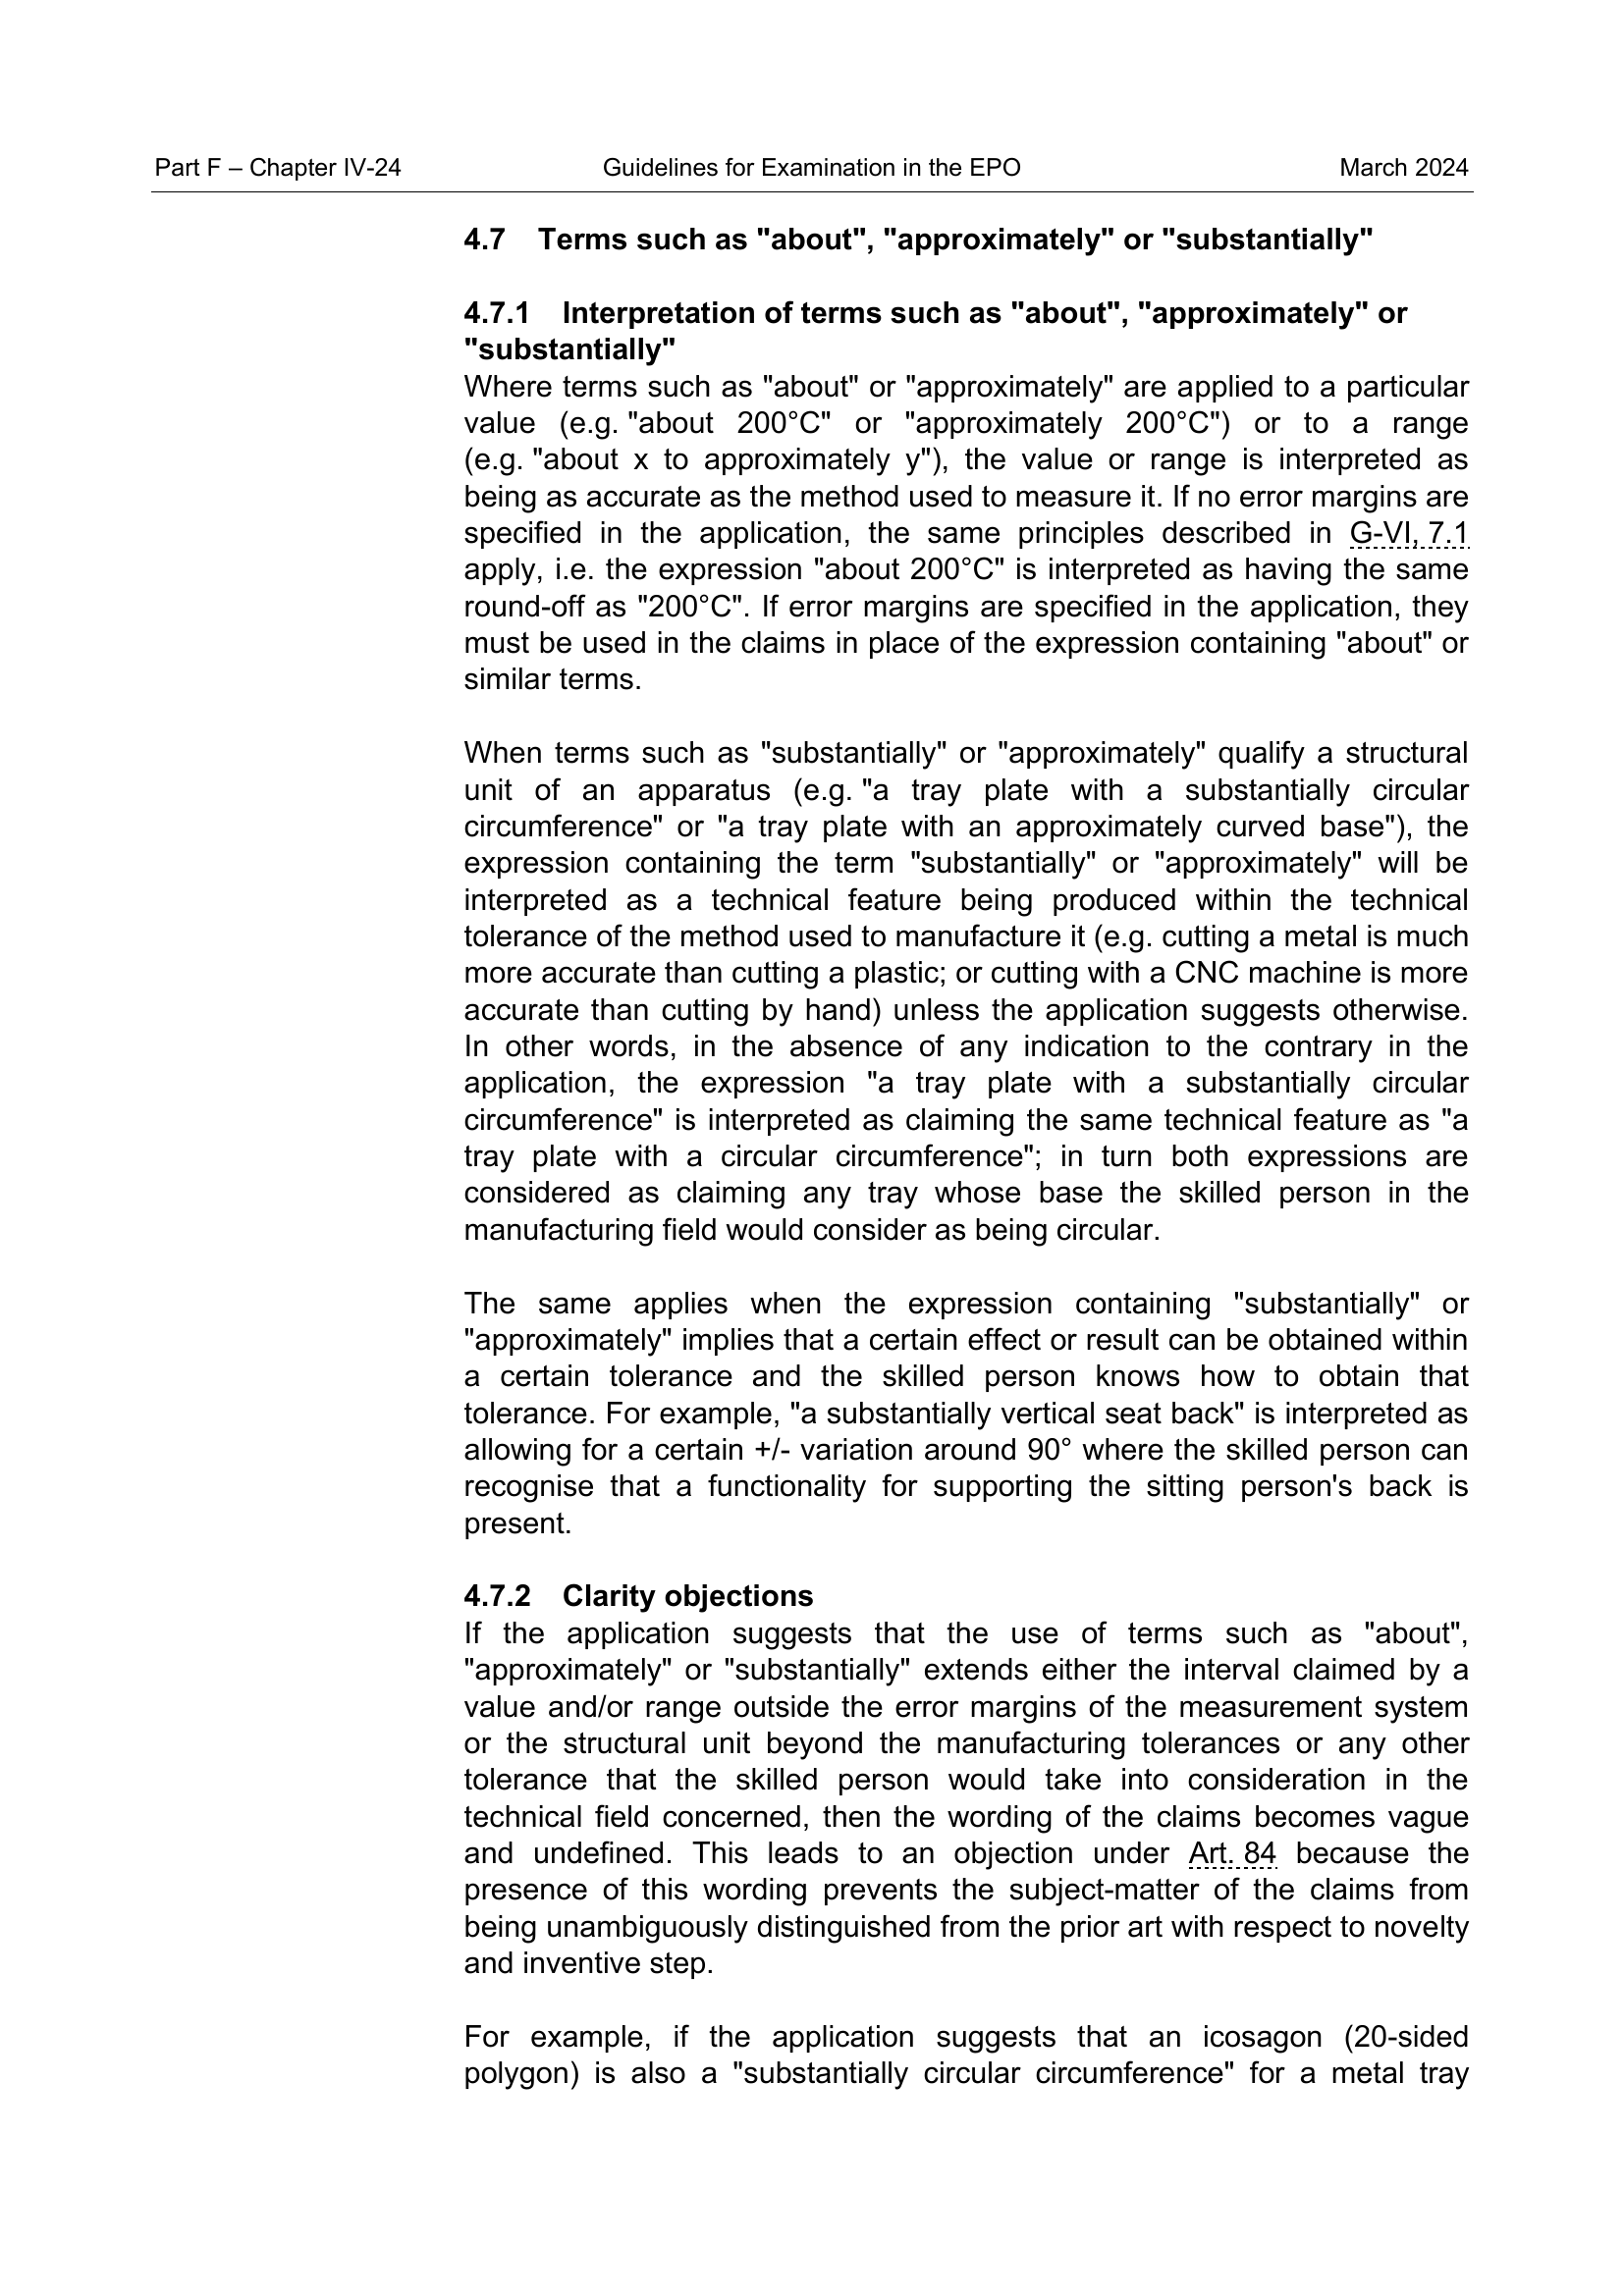 Part F – Chapter IV-24 Guidelines for Examination in the EPO March 2024
4.7 Terms such as "about", "approximately" or "substantially"
4.7.1 Interpretation of terms such as "about", "approximately" or
"substantially"
Where terms such as "about" or "approximately" are applied to a particular
value (e.g. "about 200°C" or "approximately 200°C") or to a range
(e.g. "about x to approximately y"), the value or range is interpreted as
being as accurate as the method used to measure it. If no error margins are
specified in the application, the same principles described in G-VI, 7.1
apply, i.e. the expression "about 200°C" is interpreted as having the same
round-off as "200°C". If error margins are specified in the application, they
must be used in the claims in place of the expression containing "about" or
similar terms.
When terms such as "substantially" or "approximately" qualify a structural
unit of an apparatus (e.g. "a tray plate with a substantially circular
circumference" or "a tray plate with an approximately curved base"), the
expression containing the term "substantially" or "approximately" will be
interpreted as a technical feature being produced within the technical
tolerance of the method used to manufacture it (e.g. cutting a metal is much
more accurate than cutting a plastic; or cutting with a CNC machine is more
accurate than cutting by hand) unless the application suggests otherwise.
In other words, in the absence of any indication to the contrary in the
application, the expression "a tray plate with a substantially circular
circumference" is interpreted as claiming the same technical feature as "a
tray plate with a circular circumference"; in turn both expressions are
considered as claiming any tray whose base the skilled person in the
manufacturing field would consider as being circular.
The same applies when the expression containing "substantially" or
"approximately" implies that a certain effect or result can be obtained within
a certain tolerance and the skilled person knows how to obtain that
tolerance. For example, "a substantially vertical seat back" is interpreted as
allowing for a certain +/- variation around 90° where the skilled person can
recognise that a functionality for supporting the sitting person's back is
present.
4.7.2 Clarity objections
If the application suggests that the use of terms such as "about",
"approximately" or "substantially" extends either the interval claimed by a
value and/or range outside the error margins of the measurement system
or the structural unit beyond the manufacturing tolerances or any other
tolerance that the skilled person would take into consideration in the
technical field concerned, then the wording of the claims becomes vague
and undefined. This leads to an objection under Art. 84 because the
presence of this wording prevents the subject-matter of the claims from
being unambiguously distinguished from the prior art with respect to novelty
and inventive step.
For example, if the application suggests that an icosagon (20-sided
polygon) is also a "substantially circular circumference" for a metal tray